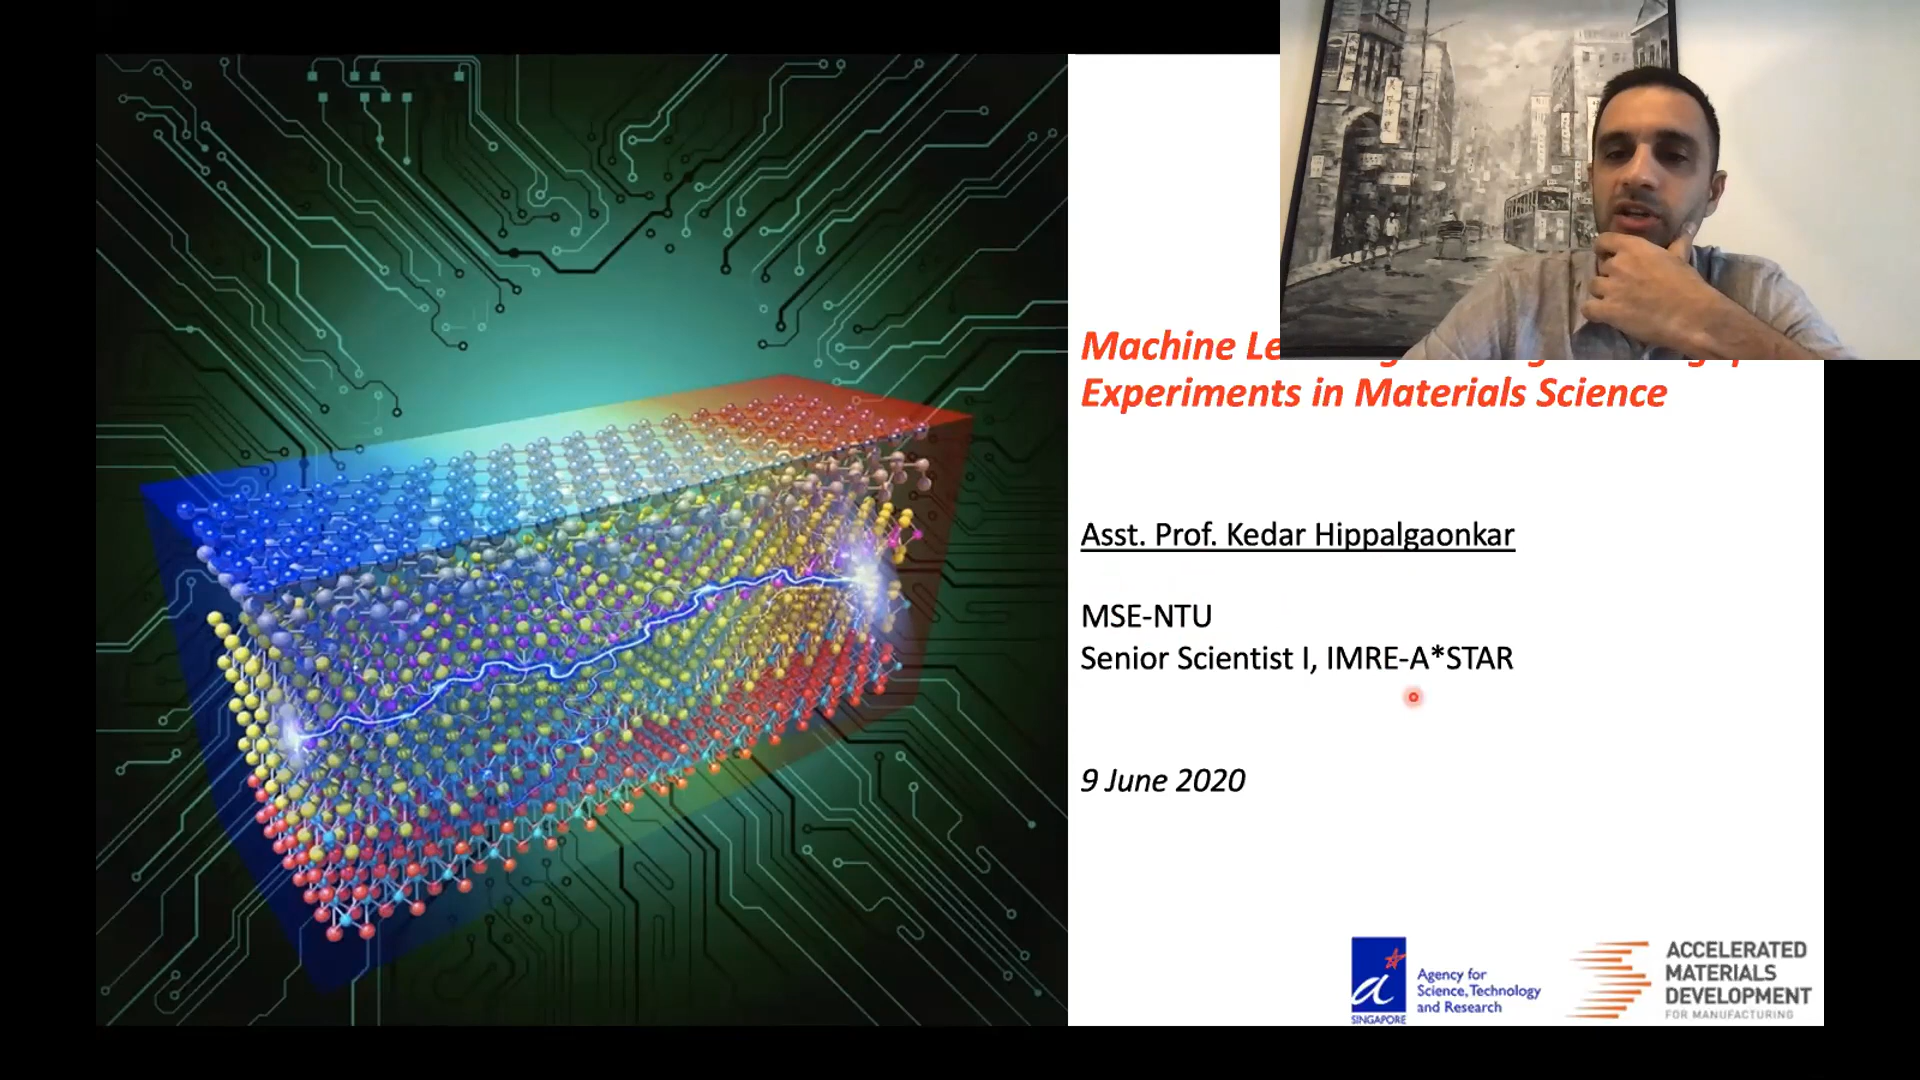 Machine Le
Experiments in Materials Science
Asst. Prof. Kedar Hippalgaonkar
MSE-NTU
Senior Scientist I, IMRE-A*STAR
9 June 2020
a
SINGAPORE
Agency for
Science, Technology
and Research
ACCELERATED
MATERIALS
DEVELOPMENT
FOR MANUFACTURING